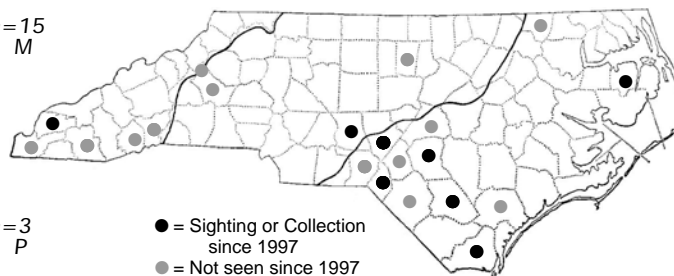 =15
M
=3
P
● = Sighting or Collection
since 1997
● = Not seen since 1997